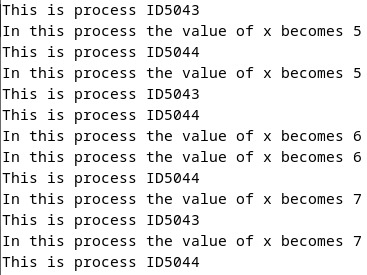 This is process ID5043
In this process the value of x becomes 5
This is process ID5044
In this process the value of x becomes 5
This is process ID5043
This is process ID5044
In this process the value of x becomes 6
In this process the value of x becomes 6
This is process ID5044
In this process the value of x becomes 7
This is process ID5043
In this process the value of x becomes 7
This is process ID5044